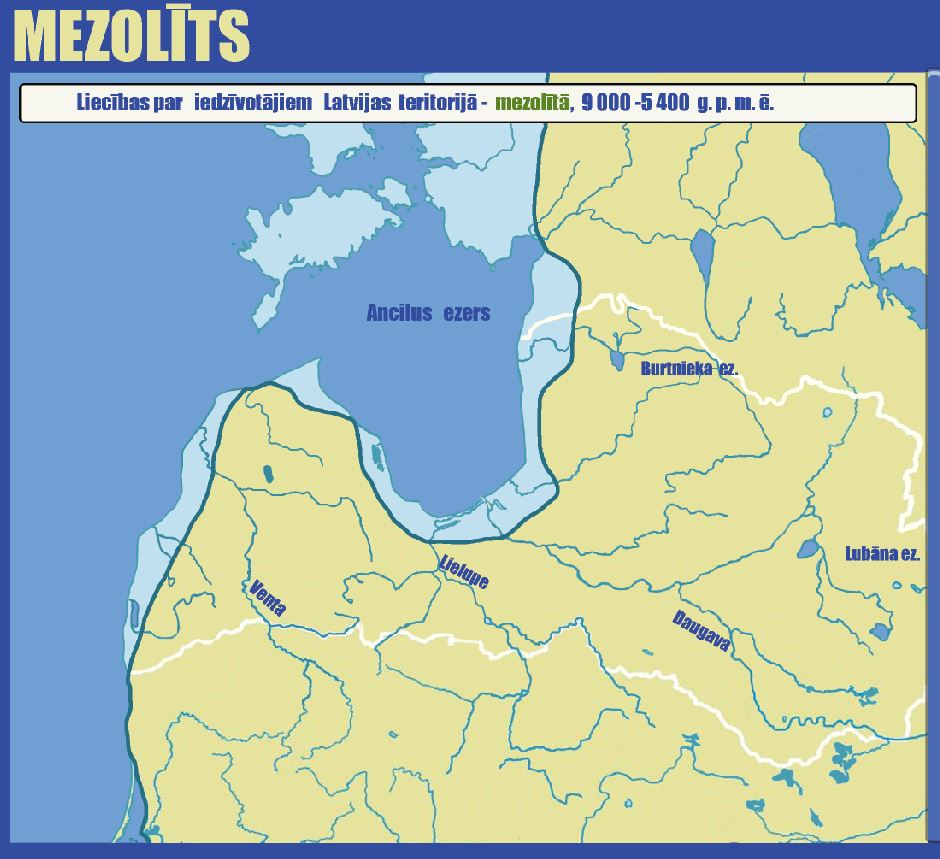 MEZOLĪTS
Liecības par iedzīvotājiem Latvijas teritorijā - mezolītā, 9 000 -5 400 g. p. m. ē.
Ancilus ezers
Burtnieka ez.
Lubāna ez.
Lielupe
Venta
Daugava